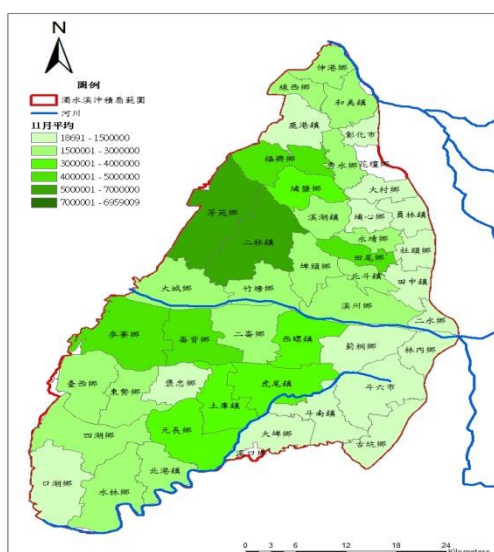 N
圖例
濁水溪沖積扇範圍
河川
11月平均
18691 - 1500000
1500001 - 3000000
3000001 - 4000000
4000001 - 5000000
5000001 - 7000000
7000001 - 6959009
伸港鄉
線西鄉
和美鎮
鹿港鎮
彰化市
福興鄉
秀水鄉
花壇鄉
埔鹽鄉
大村鄉
芳苑鄉
溪湖鎮
埔心鄉
員林鎮
二林鎮
永靖鄉
社頭鄉
埤頭鄉
田尾鄉
北斗鎮
田中鎮
大城鄉
竹塘鄉
溪州鄉
二水鄉
麥寮鄉
崙背鄉
二崙鄉
西螺鎮
莿桐鄉
林內鄉
臺西鄉
東勢鄉
褒忠鄉
虎尾鎮
斗六市
土庫鎮
斗南鎮
四湖鄉
元長鄉
大埤鄉
古坑鄉
口湖鄉
水林鄉
北港鎮
溪口鄉
0 3 6 12 18 24
Kilometers